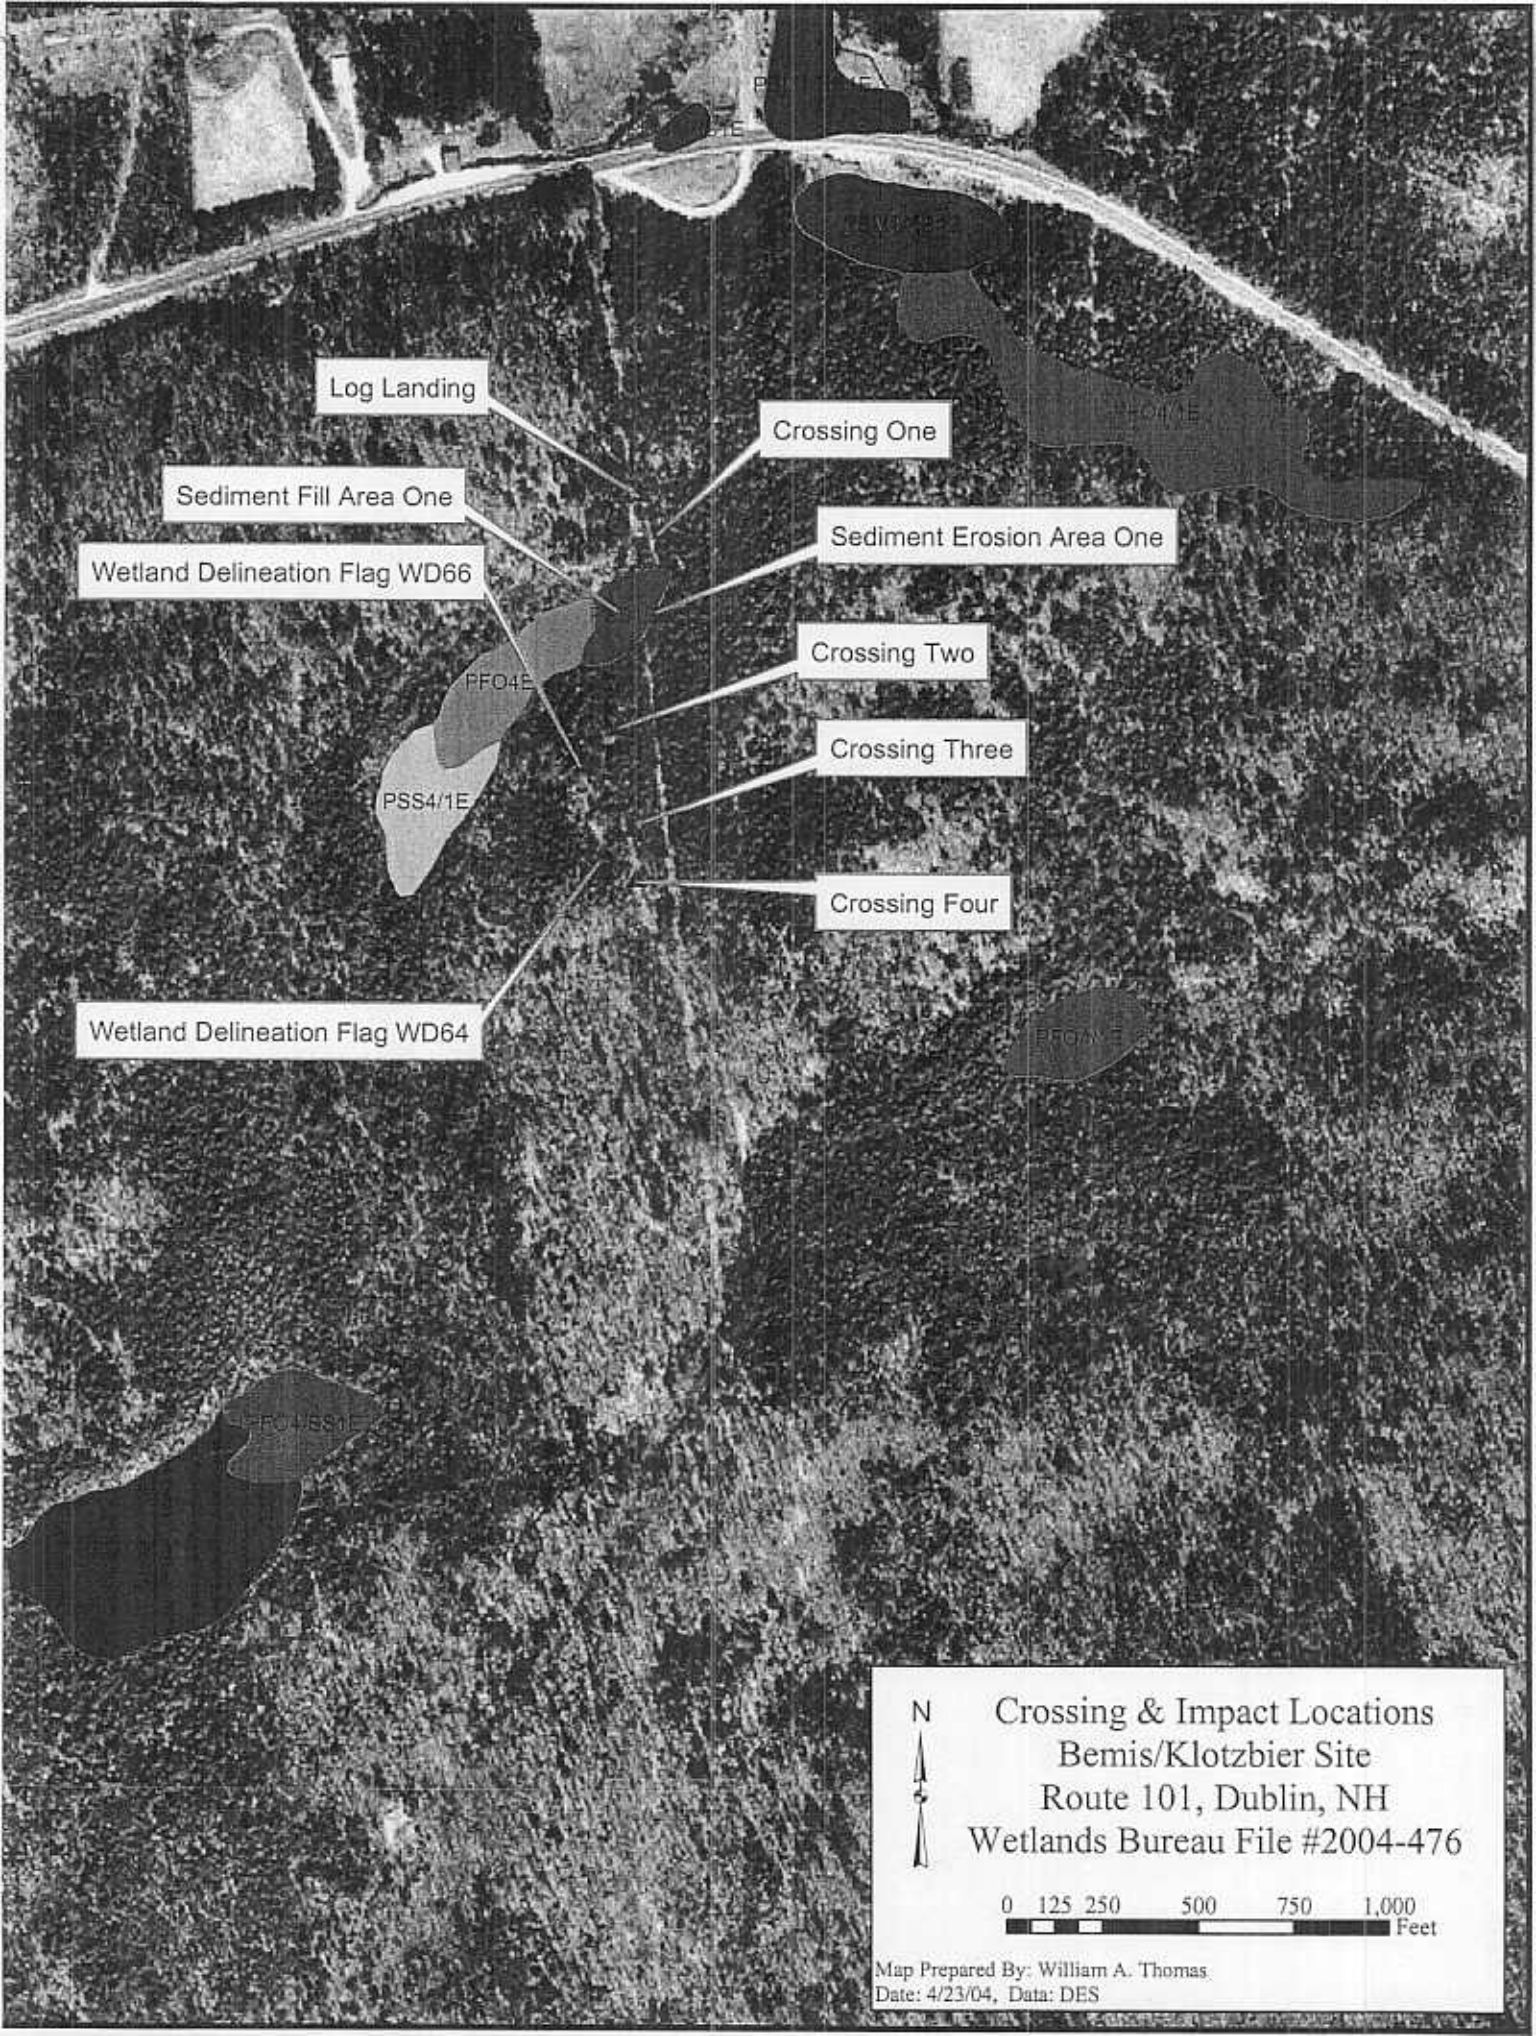 Log Landing
Crossing One
Sediment Fill Area One
Sediment Erosion Area One
Wetland Delineation Flag WD66
Crossing Two
PFO4E
Crossing Three
PSS4/1E
Crossing Four
Wetland Delineation Flag WD64
N
Crossing & Impact Locations
Bemis/Klotzbier Site
Route 101, Dublin, NH
Wetlands Bureau File #2004-476
0 125 250 500 750 1,000
Feet
Map Prepared By: William A. Thomas
Date: 4/23/04, Data: DES